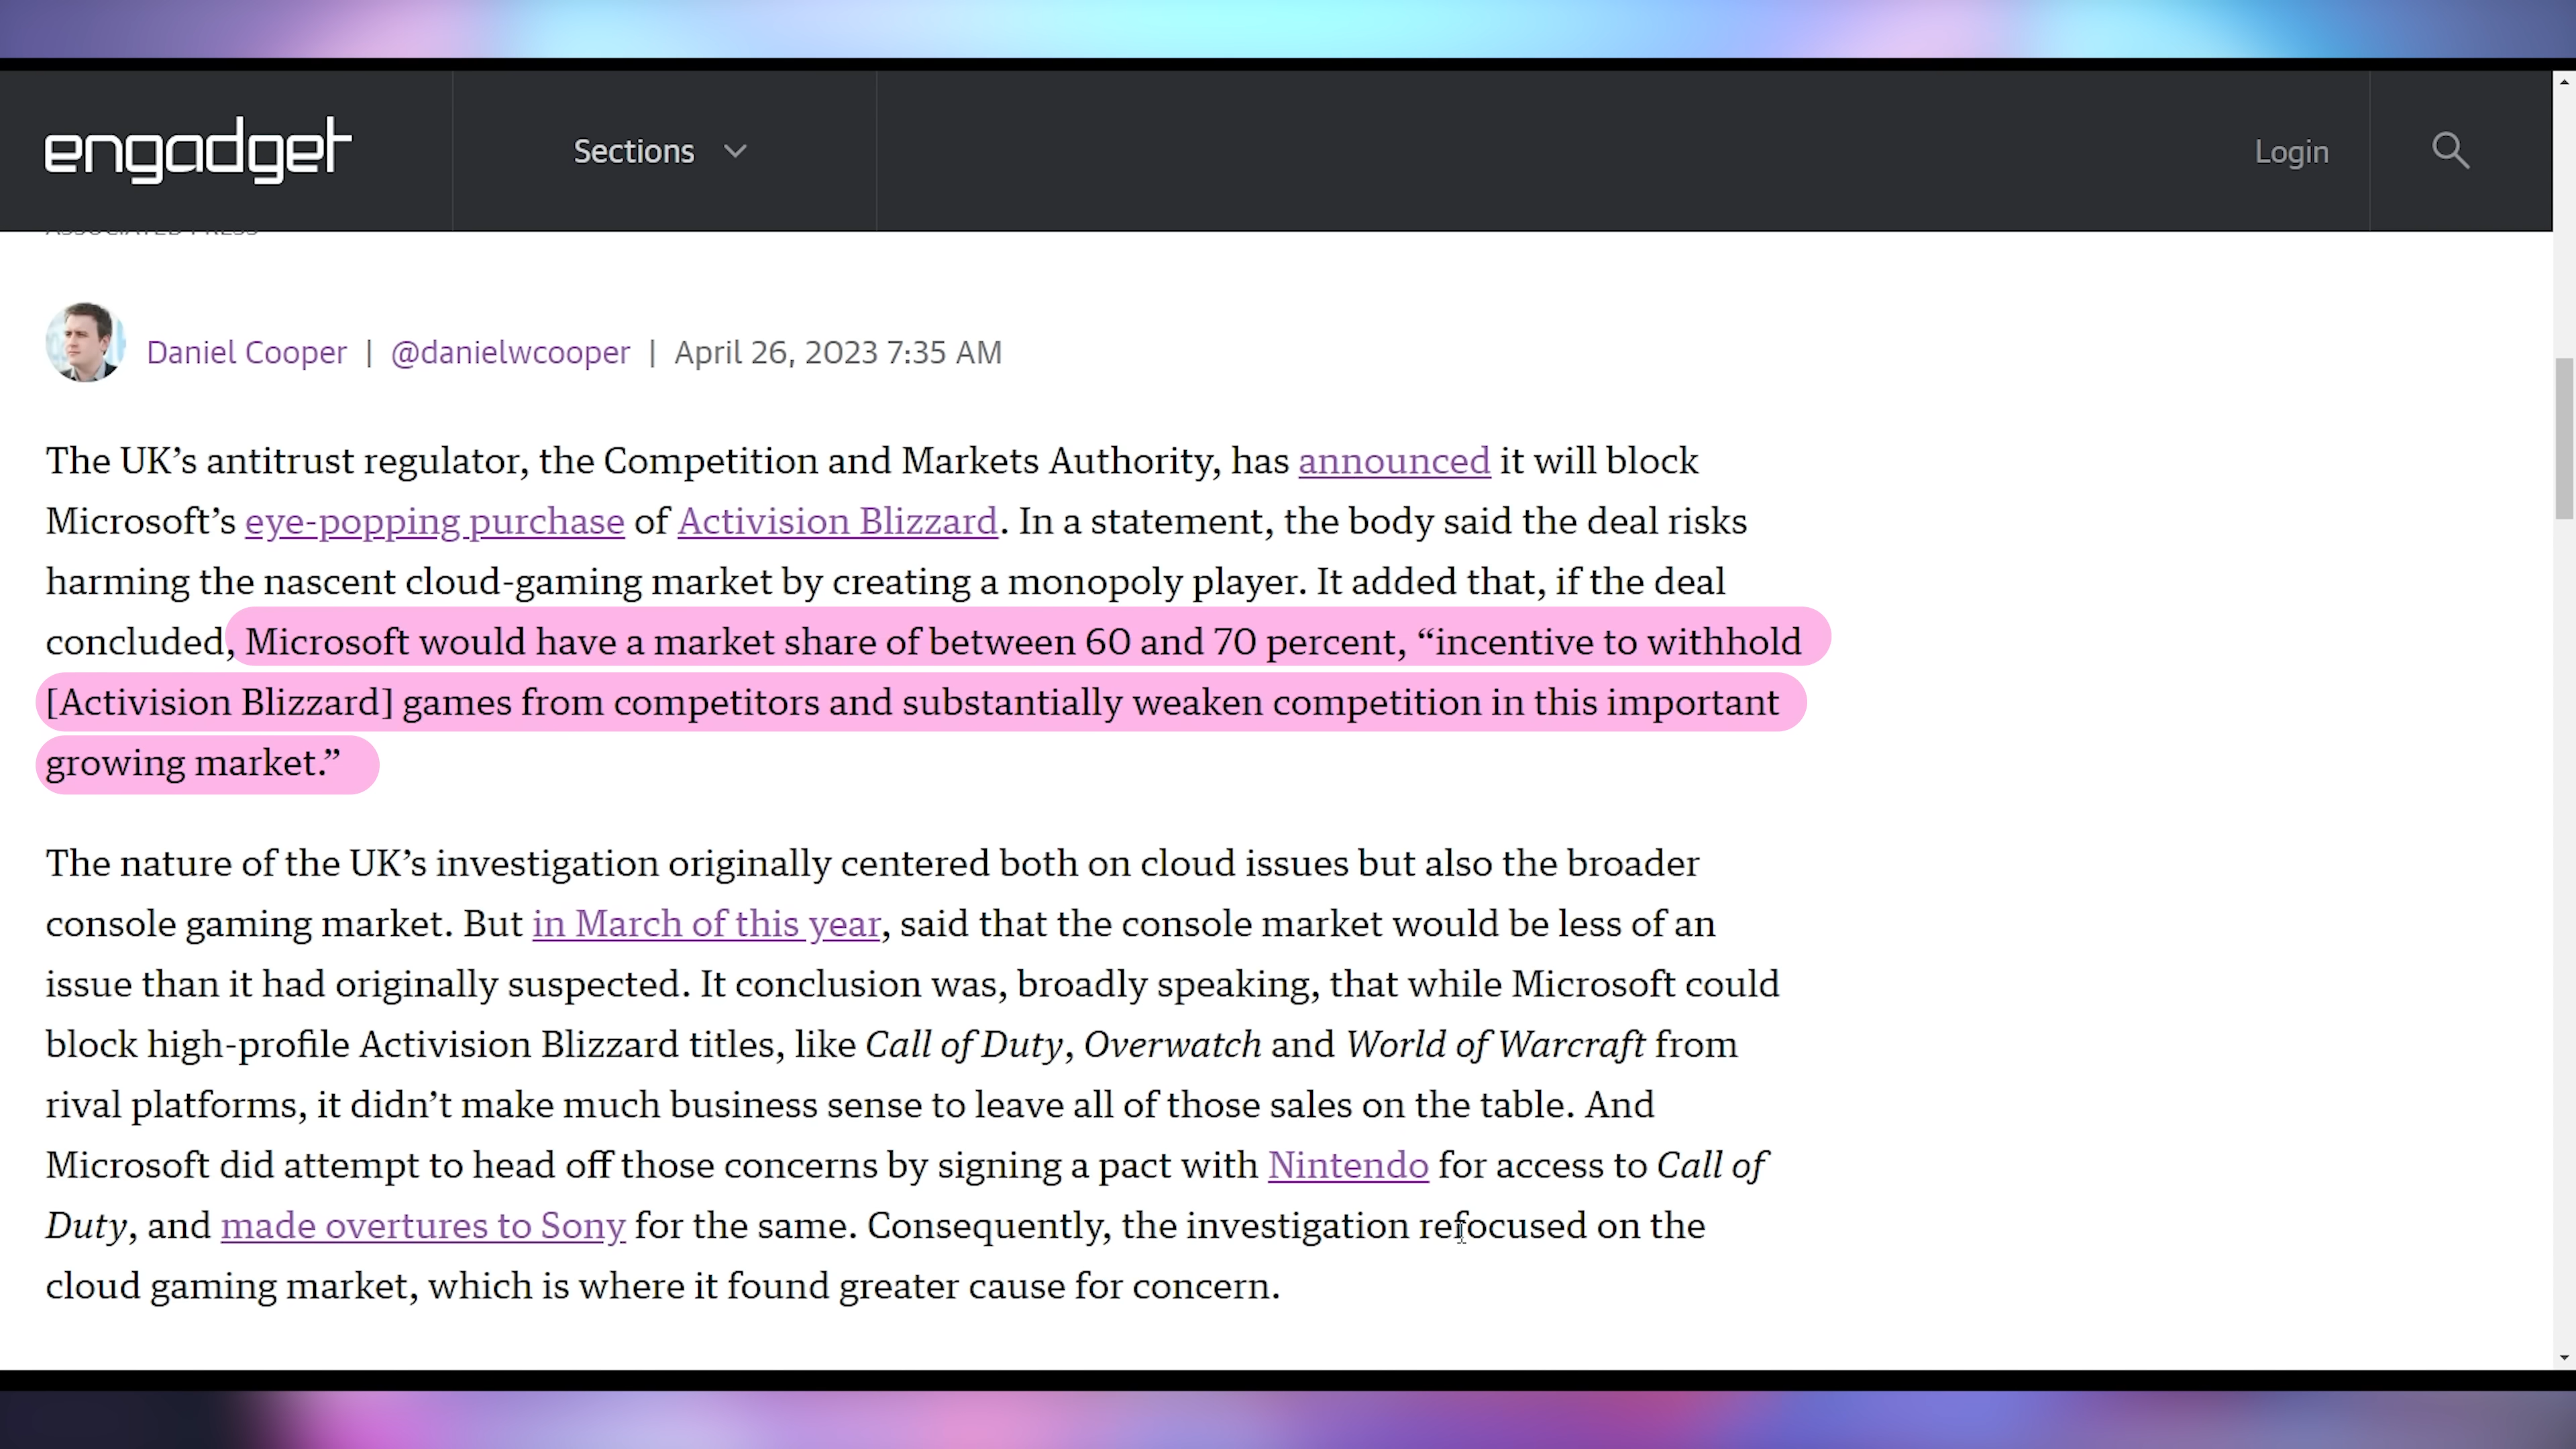 engadget
Sections
Login
ASSOCIATED PRESS
Daniel Cooper | @danielwcooper | April 26, 2023 7:35 AM
The UK’s antitrust regulator, the Competition and Markets Authority, has announced it will block
Microsoft’s eye-popping purchase of Activision Blizzard. In a statement, the body said the deal risks
harming the nascent cloud-gaming market by creating a monopoly player. It added that, if the deal
concluded, Microsoft would have a market share of between 60 and 70 percent, “incentive to withhold
[Activision Blizzard] games from competitors and substantially weaken competition in this important
growing market.”
The nature of the UK’s investigation originally centered both on cloud issues but also the broader
console gaming market. But in March of this year, said that the console market would be less of an
issue than it had originally suspected. It conclusion was, broadly speaking, that while Microsoft could
block high-profile Activision Blizzard titles, like Call of Duty, Overwatch and World of Warcraft from
rival platforms, it didn’t make much business sense to leave all of those sales on the table. And
Microsoft did attempt to head off those concerns by signing a pact with Nintendo for access to Call of
Duty, and made overtures to Sony for the same. Consequently, the investigation refocused on the
cloud gaming market, which is where it found greater cause for concern.